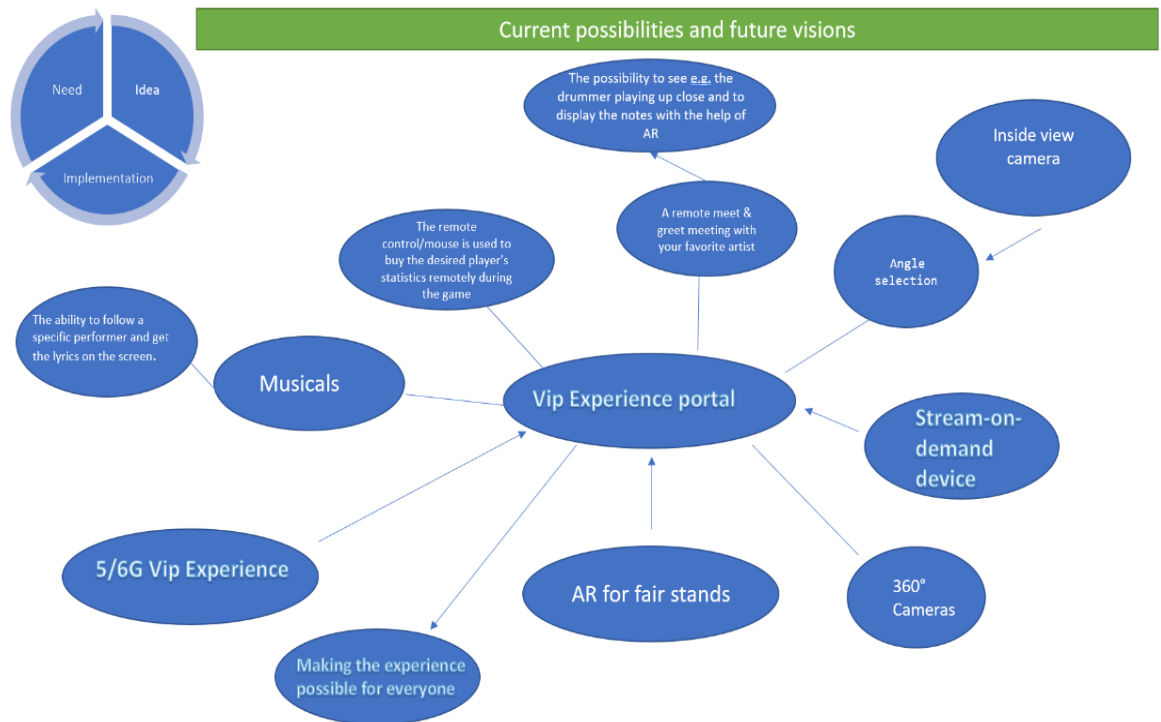 Current possibilities and future visions
Need
Idea
Implementation
The possibility to see e.g. the
drummer playing up close and to
display the notes with the help of
AR
Inside view
camera
A remote meet &
greet meeting with
your favorite artist
The remote
control/mouse is used to
buy the desired player's
statistics remotely during
the game
Angle
selection
The ability to follow a
specific performer and get
the lyrics on the screen.
Musicals
Vip Experience portal
Stream-on-
demand
device
5/6G Vip Experience
AR for fair stands
360°
Cameras
Making the experience
possible for everyone